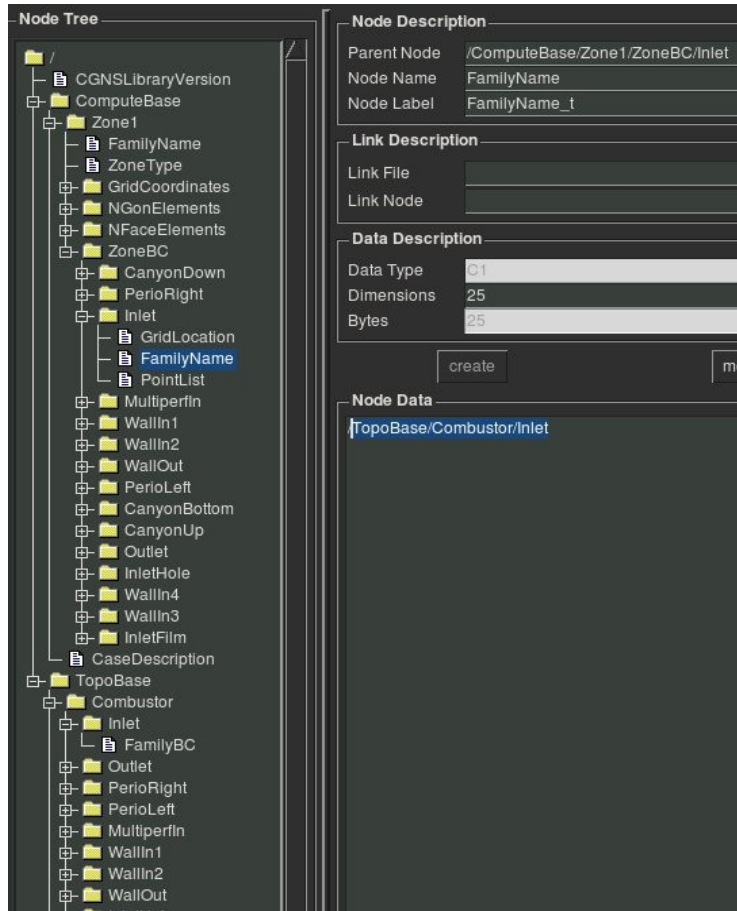 Node Tree
/
/
CGNSLibraryVersion
ComputeBase
Zone1
FamilyName
ZoneType
GridCoordinates
NGonElements
NFaceElements
ZoneBC
CanyonDown
PerioRight
Inlet
GridLocation
FamilyName
PointList
MultiperfIn
WallIn1
WallIn2
WallOut
PerioLeft
CanyonBottom
CanyonUp
Outlet
InletHole
WallIn4
WallIn3
InletFilm
CaseDescription
TopoBase
Combustor
Inlet
FamilyBC
Outlet
PerioRight
PerioLeft
MultiperfIn
WallIn1
WallIn2
WallOut
Node Description
Parent Node /ComputeBase/Zone1/ZoneBC/Inlet
Node Name FamilyName
Node Label FamilyName_t
Link Description
Link File
Link Node
Data Description
Data Type C1
Dimensions 25
Bytes 25
create
Node Data
/TopoBase/Combustor/Inlet